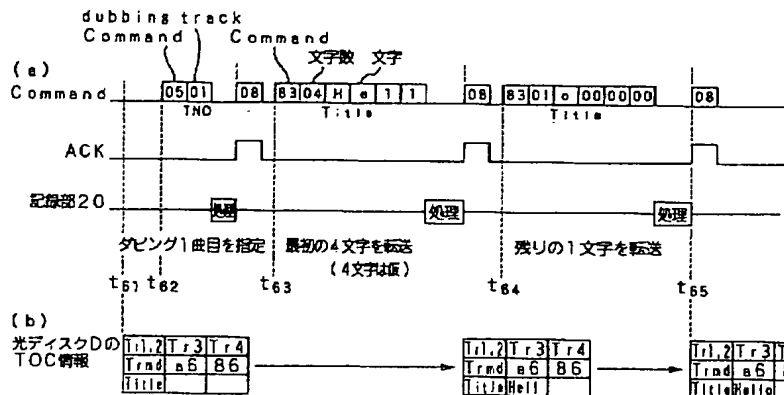 dubbing track
Command Command 文字数 文字
(a)
Command 05 01 08 83 04 H e l l 08 83 01 o 00 00 00 08
TNO Title Title
ACK
記録部20 処理 処理 処理
ダビング1曲目を指定 最初の4文字を転送 残りの1文字を転送
(4文字は仮)
t61 t62 t63 t64 t65
(b)
光ディスクDの
TOC情報
Tr1,2 Tr3 Tr4 Tr1,2 Tr3 Tr4 Tr1,2 Tr3
Trmd a6 86 Trmd a6 86 Trmd a6
Title Title Hell Title Hello